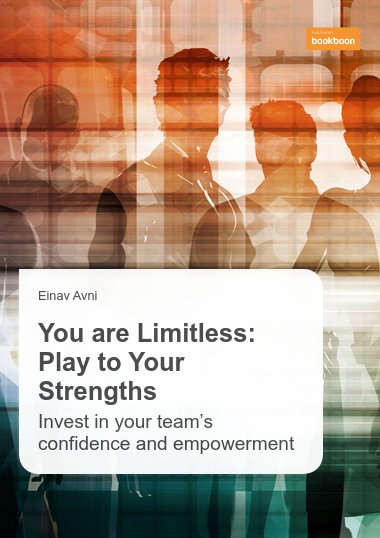 bookboon
Einav Avni
You are Limitless:
Play to Your
Strengths
Invest in your team's
confidence and empowerment